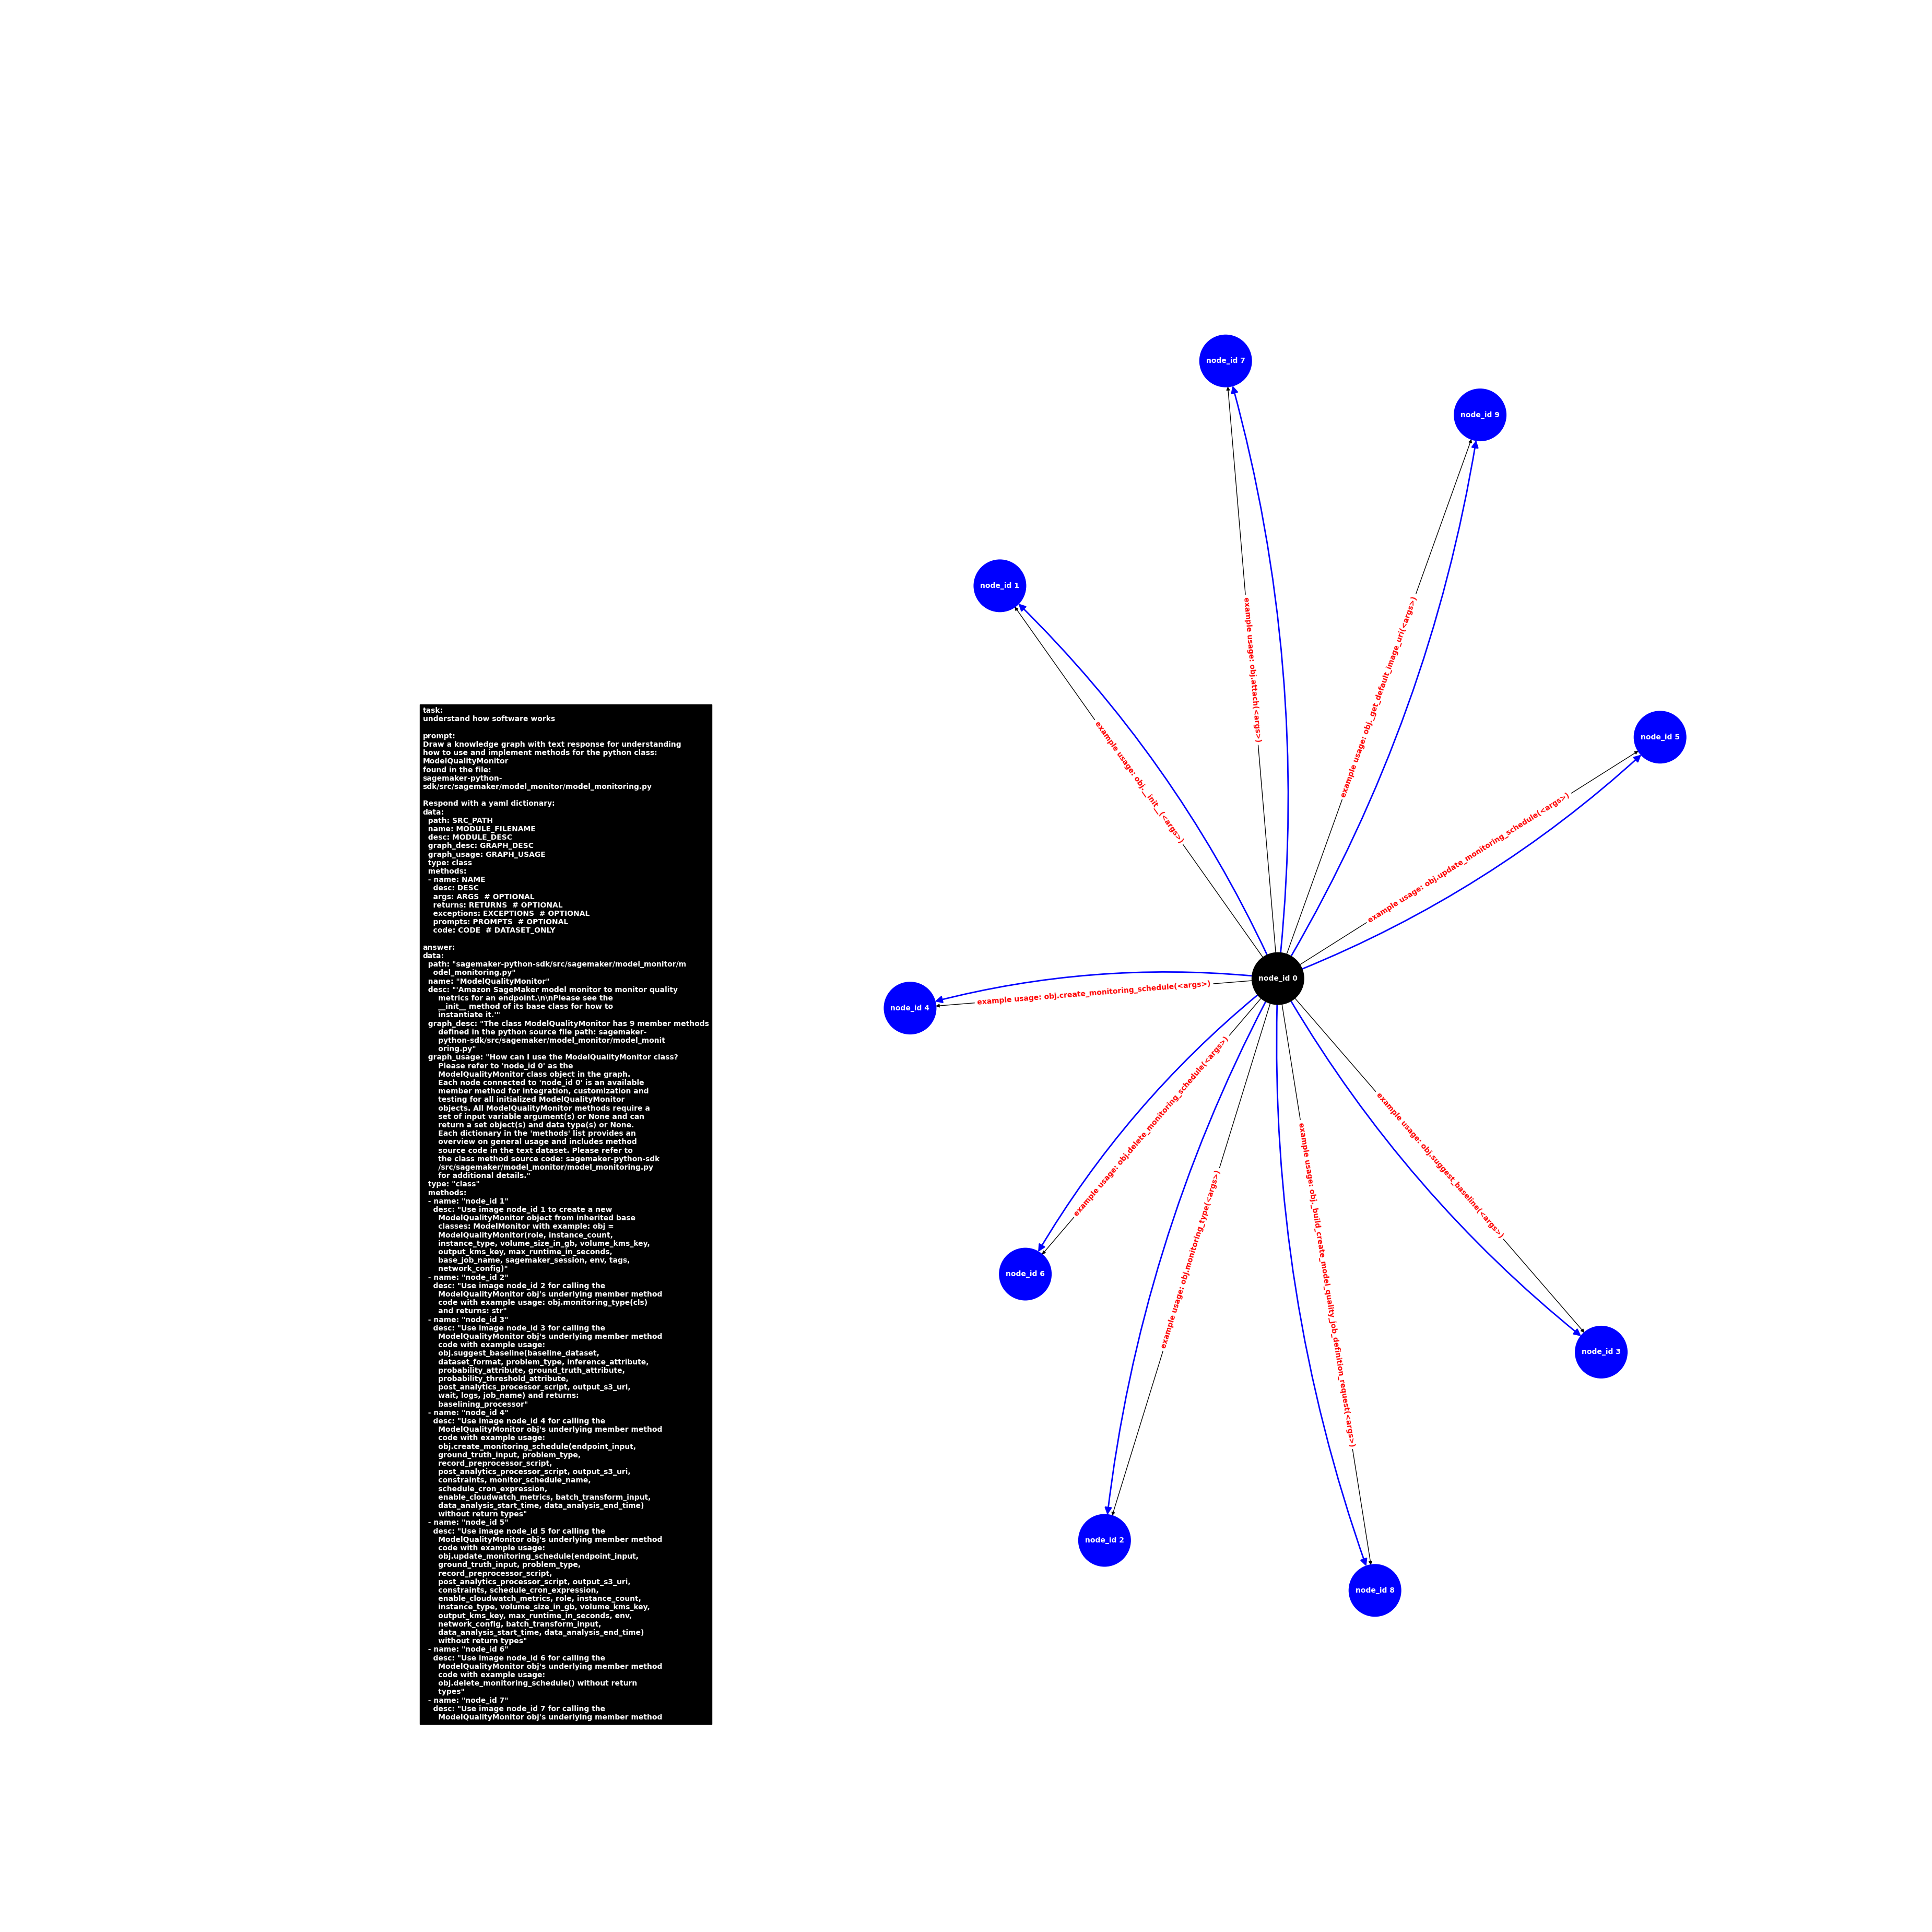 task:
understand how software works

prompt:
Draw a knowledge graph with text response for understanding
how to use and implement methods for the python class:
ModelQualityMonitor
found in the file:
sagemaker-python-
sdk/src/sagemaker/model_monitor/model_monitoring.py

Respond with a yaml dictionary:
data:
  path: SRC_PATH
  name: MODULE_FILENAME
  desc: MODULE_DESC
  graph_desc: GRAPH_DESC
  graph_usage: GRAPH_USAGE
  type: class
  methods:
  - name: NAME
    desc: DESC
    args: ARGS  # OPTIONAL
    returns: RETURNS  # OPTIONAL
    exceptions: EXCEPTIONS  # OPTIONAL
    prompts: PROMPTS  # OPTIONAL
    code: CODE  # DATASET_ONLY

answer:
data:
  path: "sagemaker-python-sdk/src/sagemaker/model_monitor/m
    odel_monitoring.py"
  name: "ModelQualityMonitor"
  desc: "'Amazon SageMaker model monitor to monitor quality
      metrics for an endpoint.\n\nPlease see the
      __init__ method of its base class for how to
      instantiate it.'"
  graph_desc: "The class ModelQualityMonitor has 9 member methods
      defined in the python source file path: sagemaker-
      python-sdk/src/sagemaker/model_monitor/model_monit
      oring.py"
  graph_usage: "How can I use the ModelQualityMonitor class?
      Please refer to 'node_id 0' as the
      ModelQualityMonitor class object in the graph.
      Each node connected to 'node_id 0' is an available
      member method for integration, customization and
      testing for all initialized ModelQualityMonitor
      objects. All ModelQualityMonitor methods require a
      set of input variable argument(s) or None and can
      return a set object(s) and data type(s) or None.
      Each dictionary in the 'methods' list provides an
      overview on general usage and includes method
      source code in the text dataset. Please refer to
      the class method source code: sagemaker-python-sdk
      /src/sagemaker/model_monitor/model_monitoring.py
      for additional details."
  type: "class"
  methods:
  - name: "node_id 1"
    desc: "Use image node_id 1 to create a new
      ModelQualityMonitor object from inherited base
      classes: ModelMonitor with example: obj =
      ModelQualityMonitor(role, instance_count,
      instance_type, volume_size_in_gb, volume_kms_key,
      output_kms_key, max_runtime_in_seconds,
      base_job_name, sagemaker_session, env, tags,
      network_config)"
  - name: "node_id 2"
    desc: "Use image node_id 2 for calling the
      ModelQualityMonitor obj's underlying member method
      code with example usage: obj.monitoring_type(cls)
      and returns: str"
  - name: "node_id 3"
    desc: "Use image node_id 3 for calling the
      ModelQualityMonitor obj's underlying member method
      code with example usage:
      obj.suggest_baseline(baseline_dataset,
      dataset_format, problem_type, inference_attribute,
      probability_attribute, ground_truth_attribute,
      probability_threshold_attribute,
      post_analytics_processor_script, output_s3_uri,
      wait, logs, job_name) and returns:
      baselining_processor"
  - name: "node_id 4"
    desc: "Use image node_id 4 for calling the
      ModelQualityMonitor obj's underlying member method
      code with example usage:
      obj.create_monitoring_schedule(endpoint_input,
      ground_truth_input, problem_type,
      record_preprocessor_script,
      post_analytics_processor_script, output_s3_uri,
      constraints, monitor_schedule_name,
      schedule_cron_expression,
      enable_cloudwatch_metrics, batch_transform_input,
      data_analysis_start_time, data_analysis_end_time)
      without return types"
  - name: "node_id 5"
    desc: "Use image node_id 5 for calling the
      ModelQualityMonitor obj's underlying member method
      code with example usage:
      obj.update_monitoring_schedule(endpoint_input,
      ground_truth_input, problem_type,
      record_preprocessor_script,
      post_analytics_processor_script, output_s3_uri,
      constraints, schedule_cron_expression,
      enable_cloudwatch_metrics, role, instance_count,
      instance_type, volume_size_in_gb, volume_kms_key,
      output_kms_key, max_runtime_in_seconds, env,
      network_config, batch_transform_input,
      data_analysis_start_time, data_analysis_end_time)
      without return types"
  - name: "node_id 6"
    desc: "Use image node_id 6 for calling the
      ModelQualityMonitor obj's underlying member method
      code with example usage:
      obj.delete_monitoring_schedule() without return
      types"
  - name: "node_id 7"
    desc: "Use image node_id 7 for calling the
      ModelQualityMonitor obj's underlying member method
node_id 7
node_id 9
node_id 1
node_id 5
node_id 0
node_id 4
node_id 6
node_id 3
node_id 2
node_id 8
example usage: obj.attach(<args>)
example usage: obj._get_default_image_uri(<args>)
example usage: obj.__init__(<args>)
example usage: obj.update_monitoring_schedule(<args>)
example usage: obj.create_monitoring_schedule(<args>)
example usage: obj.delete_monitoring_schedule(<args>)
example usage: obj.suggest_baseline(<args>)
example usage: obj.monitoring_type(<args>)
example usage: obj._build_create_model_quality_job_definition_request(<args>)